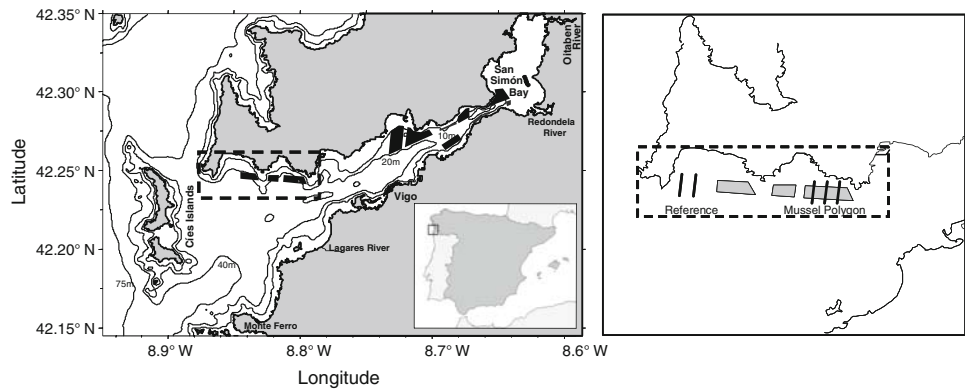 42.35° N
42.30° N
42.25° N
42.20° N
42.15° N
Latitude
8.9° W
8.8° W
8.7° W
8.6° W
Longitude
Oitaben
River
San
Simón
Bay
Redondela
River
10m
20m
Vigo
Cíes Islands
Lagares River
40m
75m
Monte Ferro
Reference
Mussel Polygon